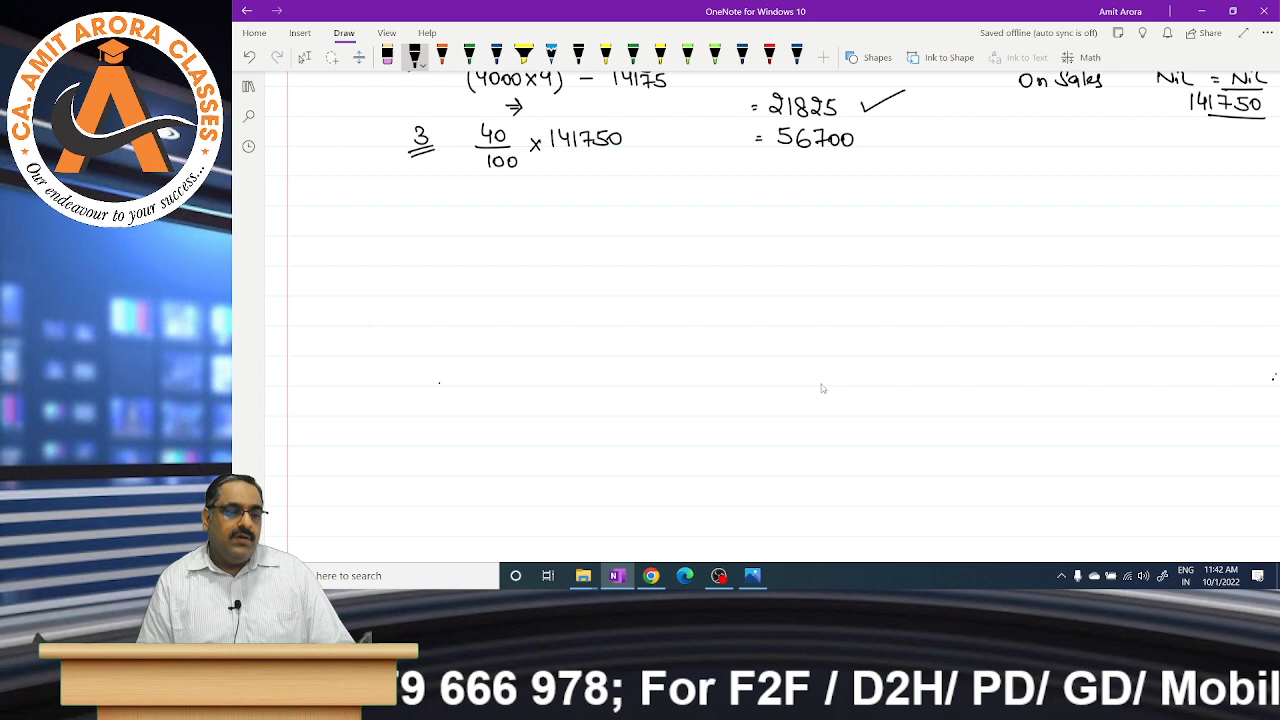 CA. AMIT ARORA CLASSES
Our endeavour to your success...
OneNote for Windows 10
Amit Arora
Home Insert Draw View Help
Saved offline (auto sync is off)
Share
Shapes
Ink to Shape
Ink to Text
Math
(4000 x 4) - 14175
On Sales Nil = Nil
→ = 21825 ✓
141750
3 40/100 x 141750 = 56700
here to search
ENG
IN
11:42 AM
10/1/2022
79 666 978; For F2F / D2H/ PD/ GD/ Mobil